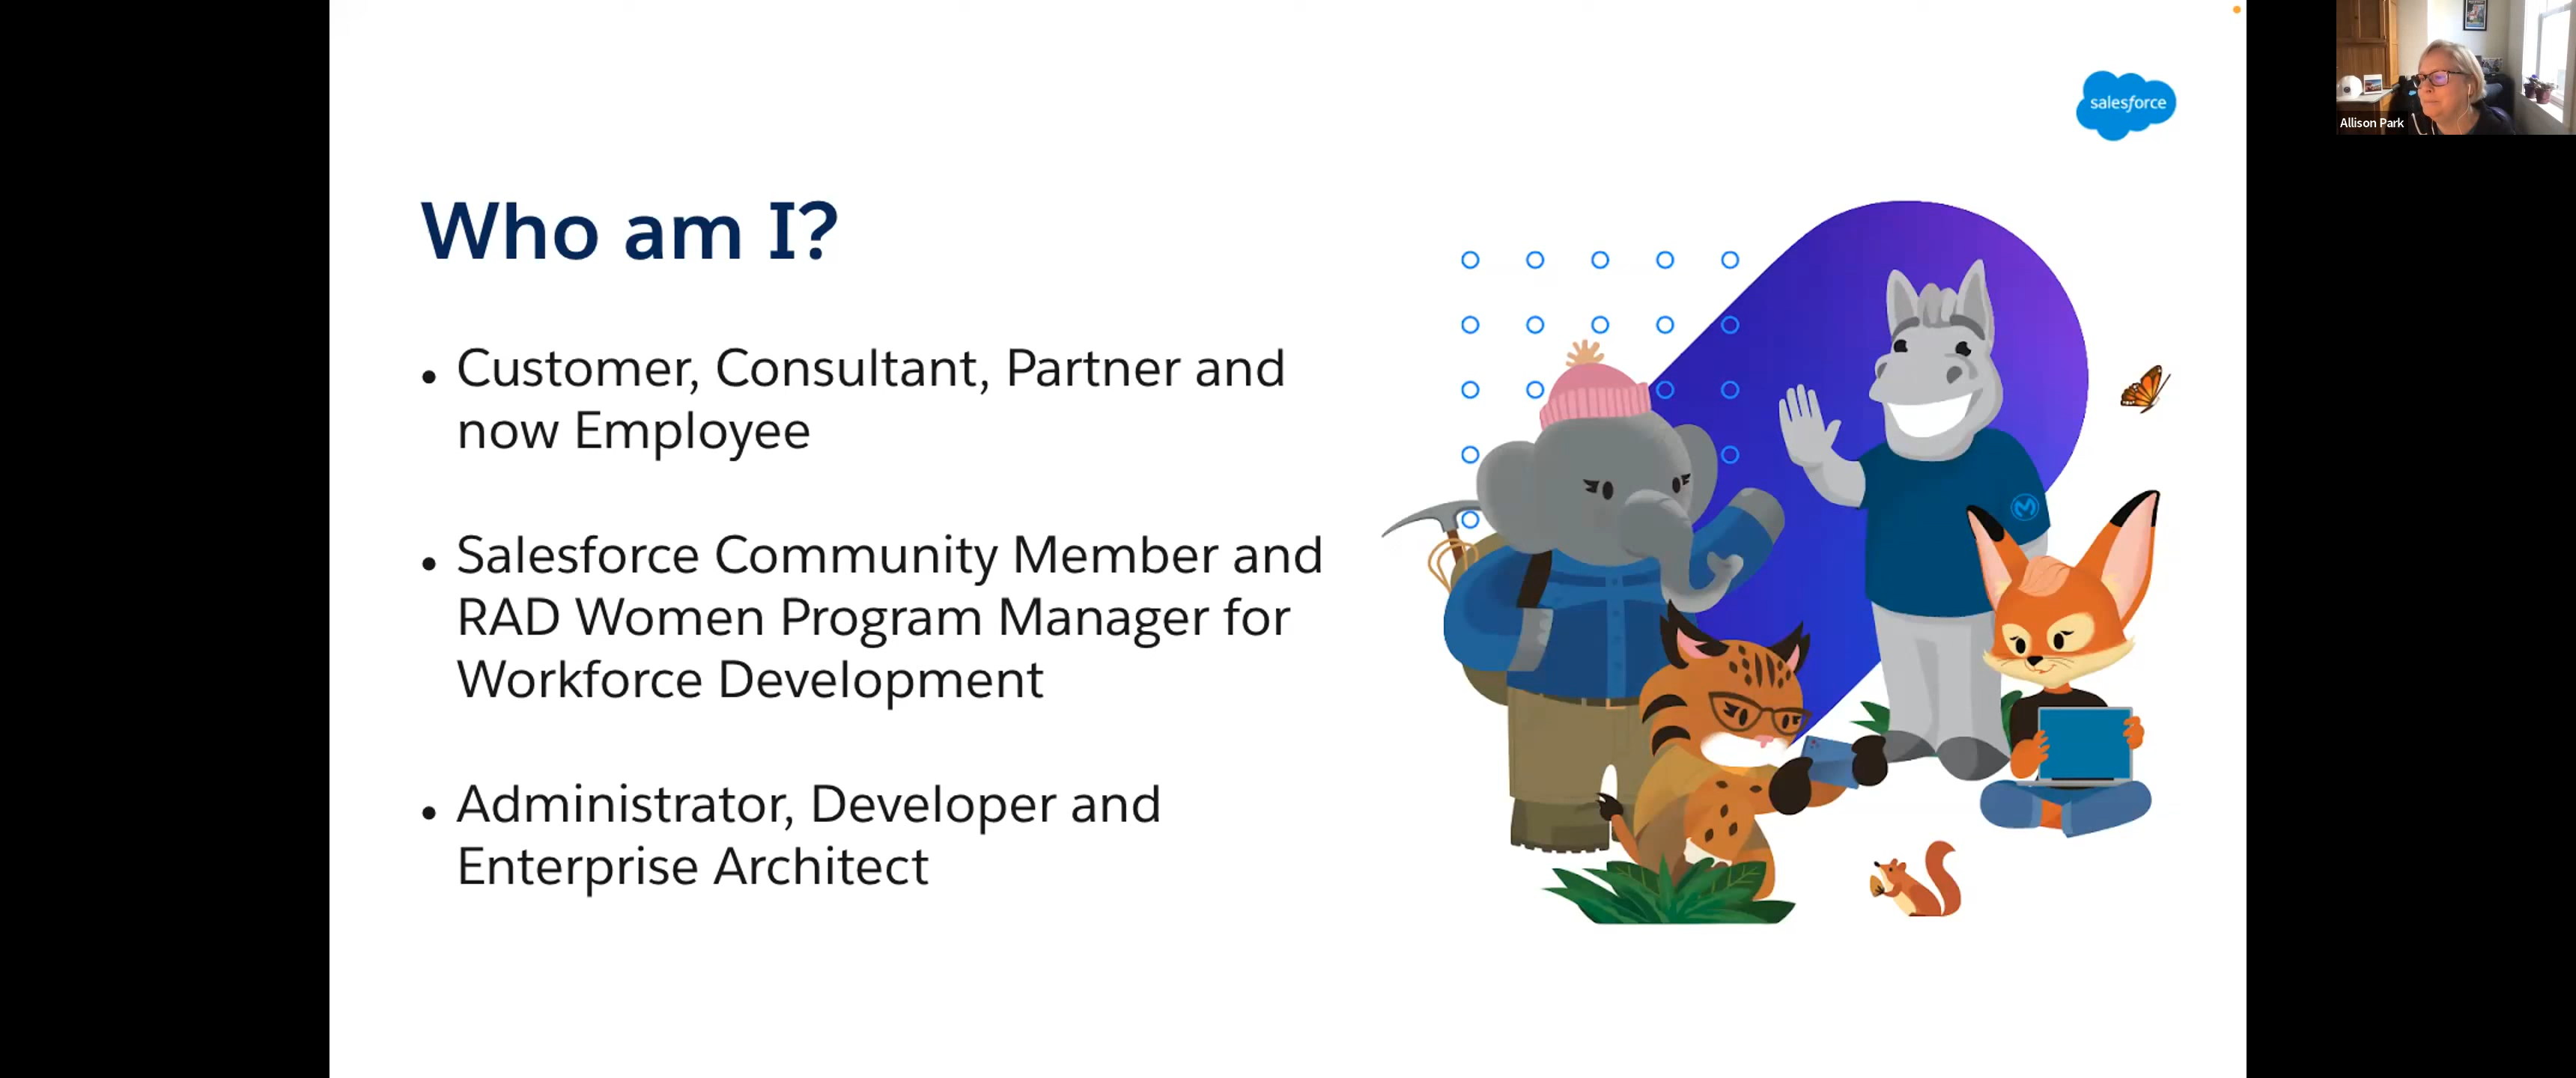 salesforce
Allison Park
Who am I?
• Customer, Consultant, Partner and
now Employee
• Salesforce Community Member and
RAD Women Program Manager for
Workforce Development
• Administrator, Developer and
Enterprise Architect